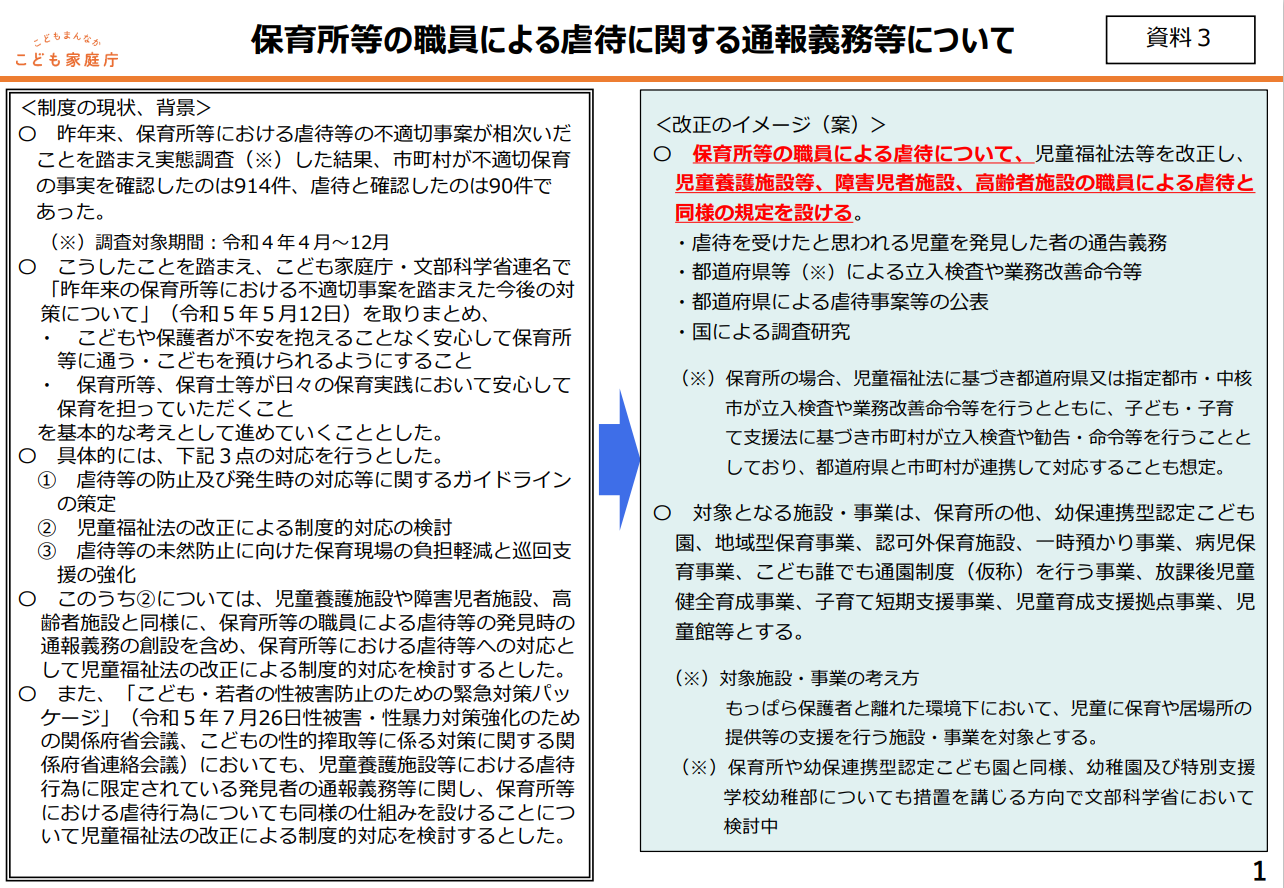 こどもまんなか
こども家庭庁
保育所等の職員による虐待に関する通報義務等について
資料３
＜制度の現状、背景＞
〇　昨年来、保育所等における虐待等の不適切事案が相次いだ
ことを踏まえ実態調査（※）した結果、市町村が不適切保育
の事実を確認したのは914件、虐待と確認したのは90件で
あった。
（※）調査対象期間：令和４年４月～12月
〇　こうしたことを踏まえ、こども家庭庁・文部科学省連名で
「昨年来の保育所等における不適切事案を踏まえた今後の対
策について」（令和５年５月12日）を取りまとめ、
・　こどもや保護者が不安を抱えることなく安心して保育所
等に通う・こどもを預けられるようにすること
・　保育所等、保育士等が日々の保育実践において安心して
保育を担っていただくこと
を基本的な考えとして進めていくこととした。
〇　具体的には、下記３点の対応を行うとした。
①　虐待等の防止及び発生時の対応等に関するガイドライン
の策定
②　児童福祉法の改正による制度的対応の検討
③　虐待等の未然防止に向けた保育現場の負担軽減と巡回支
援の強化
〇　このうち②については、児童養護施設や障害児者施設、高
齢者施設と同様に、保育所等の職員による虐待等の発見時の
通報義務の創設を含め、保育所等における虐待等への対応と
して児童福祉法の改正による制度的対応を検討するとした。
〇　また、「こども・若者の性被害防止のための緊急対策パッ
ケージ」（令和５年７月26日性被害・性暴力対策強化のため
の関係府省会議、こどもの性的搾取等に係る対策に関する関
係府省連絡会議）においても、児童養護施設等における虐待
行為に限定されている発見者の通報義務等に関し、保育所等
における虐待行為についても同様の仕組みを設けることにつ
いて児童福祉法の改正による制度的対応を検討するとした。
＜改正のイメージ（案）＞
〇　保育所等の職員による虐待について、児童福祉法等を改正し、
児童養護施設等、障害児者施設、高齢者施設の職員による虐待と
同様の規定を設ける。
・虐待を受けたと思われる児童を発見した者の通告義務
・都道府県等（※）による立入検査や業務改善命令等
・都道府県による虐待事案等の公表
・国による調査研究
（※）保育所の場合、児童福祉法に基づき都道府県又は指定都市・中核
市が立入検査や業務改善命令等を行うとともに、子ども・子育
て支援法に基づき市町村が立入検査や勧告・命令等を行うことと
しており、都道府県と市町村が連携して対応することも想定。
〇　対象となる施設・事業は、保育所の他、幼保連携型認定こども
園、地域型保育事業、認可外保育施設、一時預かり事業、病児保
育事業、こども誰でも通園制度（仮称）を行う事業、放課後児童
健全育成事業、子育て短期支援事業、児童育成支援拠点事業、児
童館等とする。
（※）対象施設・事業の考え方
もっぱら保護者と離れた環境下において、児童に保育や居場所の
提供等の支援を行う施設・事業を対象とする。
（※）保育所や幼保連携型認定こども園と同様、幼稚園及び特別支援
学校幼稚部についても措置を講じる方向で文部科学省において
検討中
1